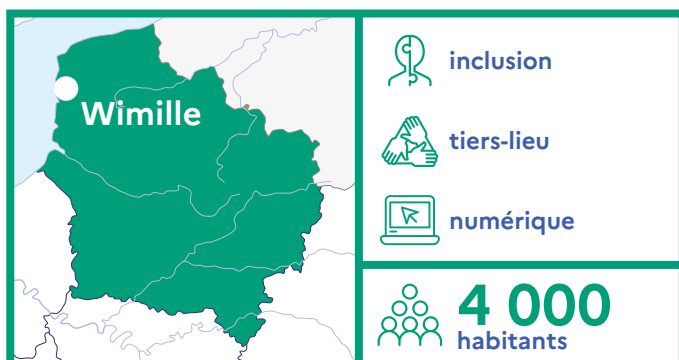 Wimille
inclusion
tiers-lieu
numérique
4 000
habitants